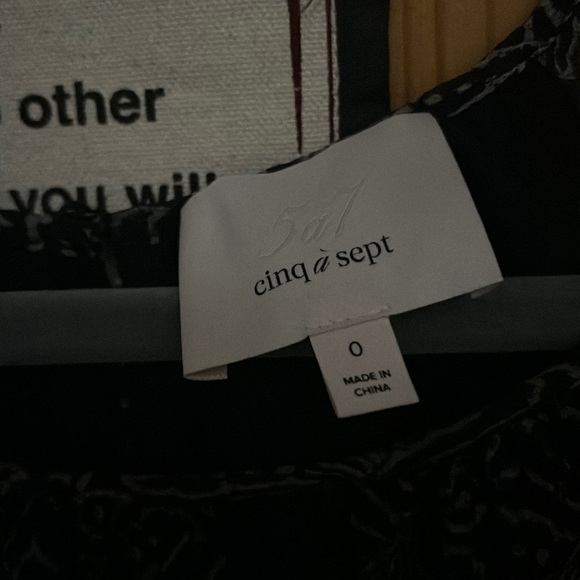 other
you will
5à7
cinq à sept
0
MADE IN
CHINA